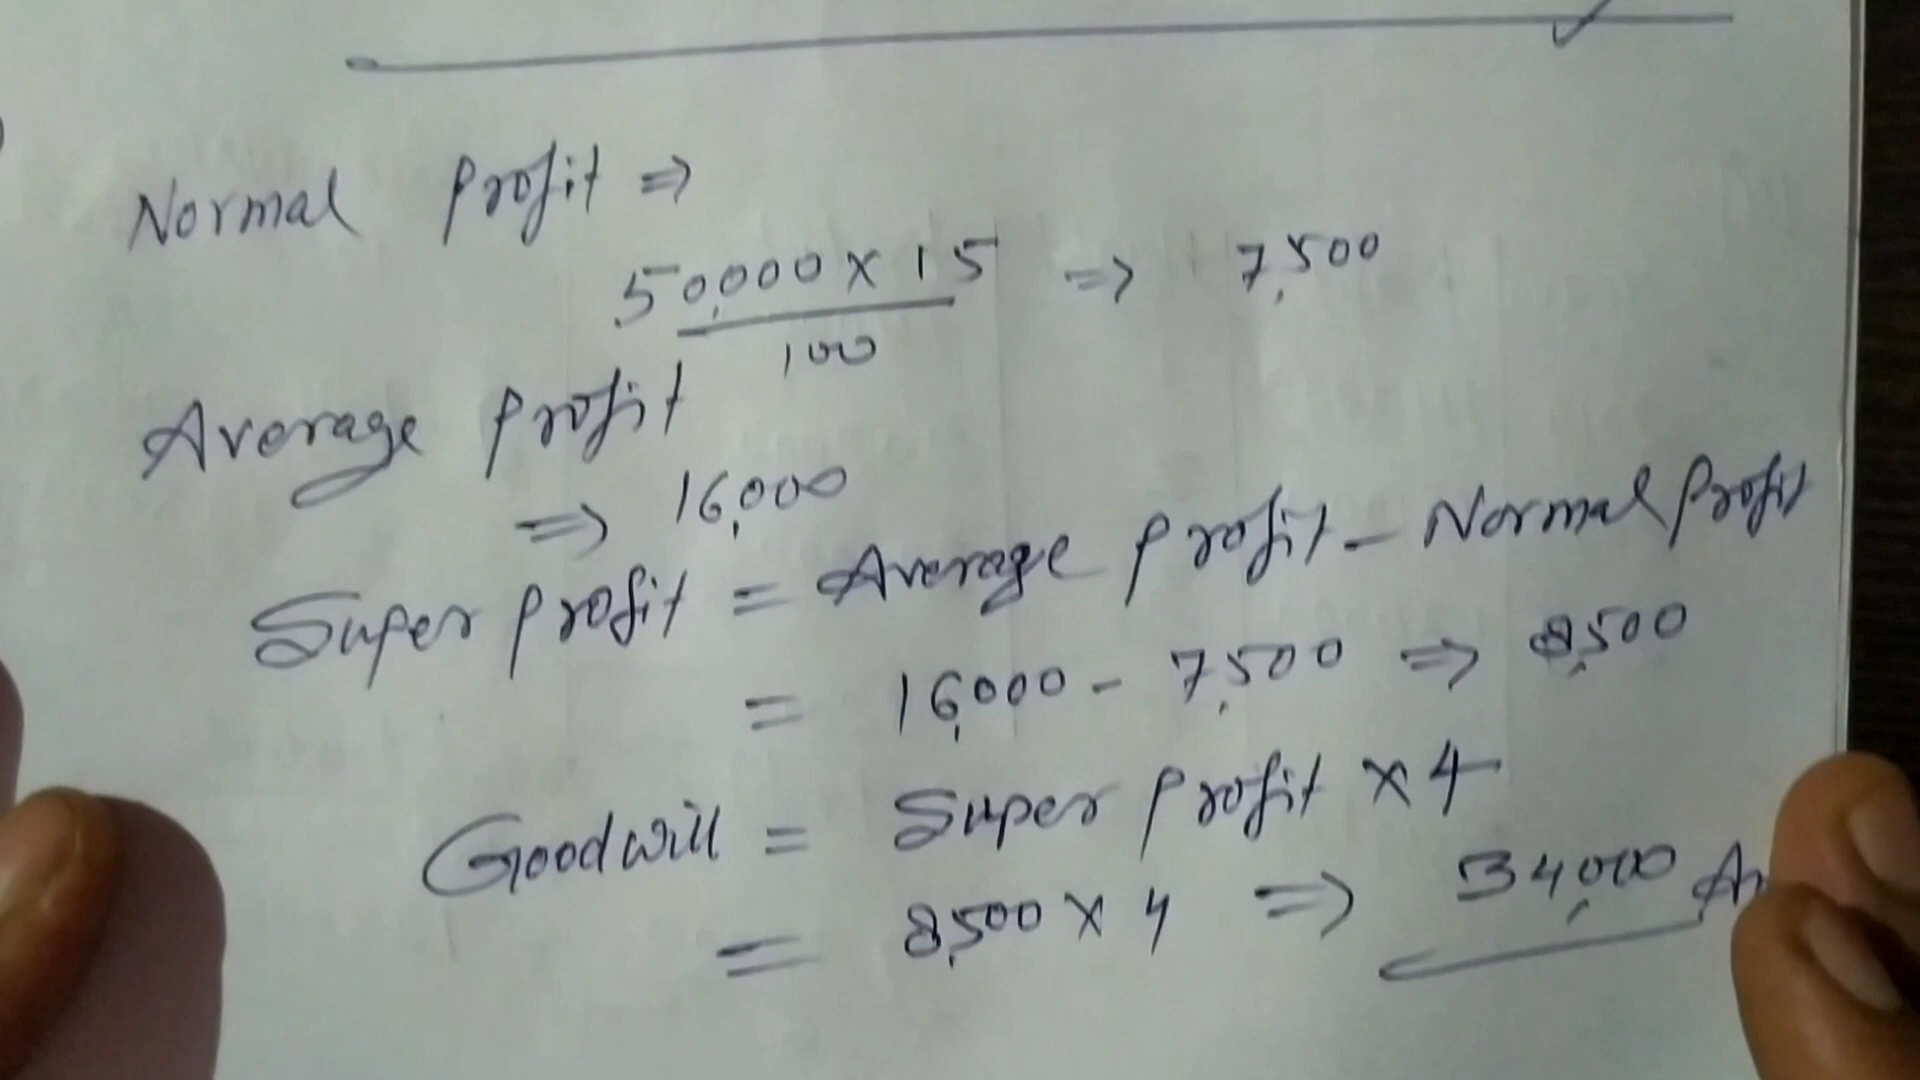 Normal Profit ⇒
50,000 × 15 ⇒ 7,500
100
Average Profit
⇒ 16,000
Super Profit = Average Profit - Normal Profit
= 16,000 - 7,500 ⇒ 8,500
Goodwill = Super Profit × 4
= 8,500 × 4 ⇒ 34,000